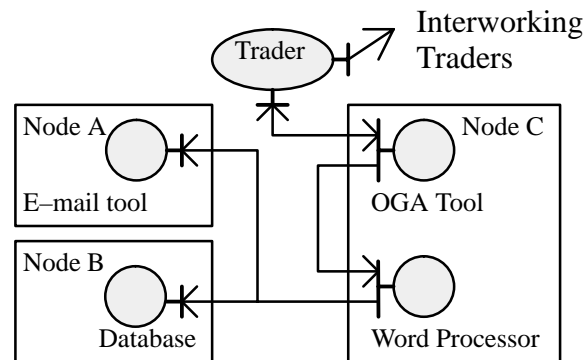 Interworking
Traders
Trader
Node A
E–mail tool
Node C
OGA Tool
Node B
Database
Word Processor